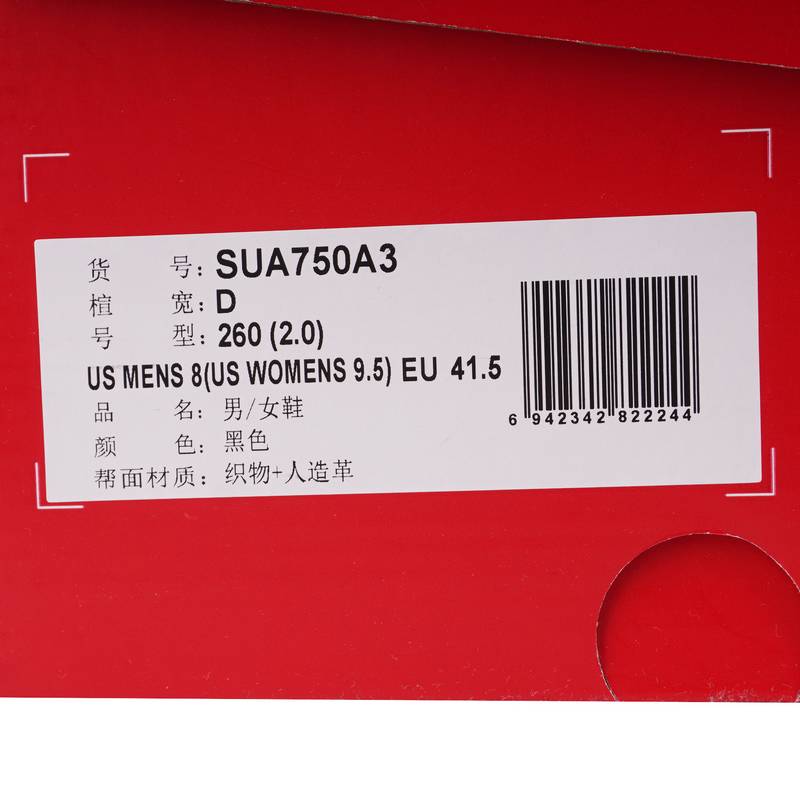 货 号：SUA750A3
楦 宽：D
号 型：260 (2.0)
US MENS 8(US WOMENS 9.5) EU 41.5
品 名：男/女鞋
颜 色：黑色
帮面材质：织物+人造革
6 942342 822244